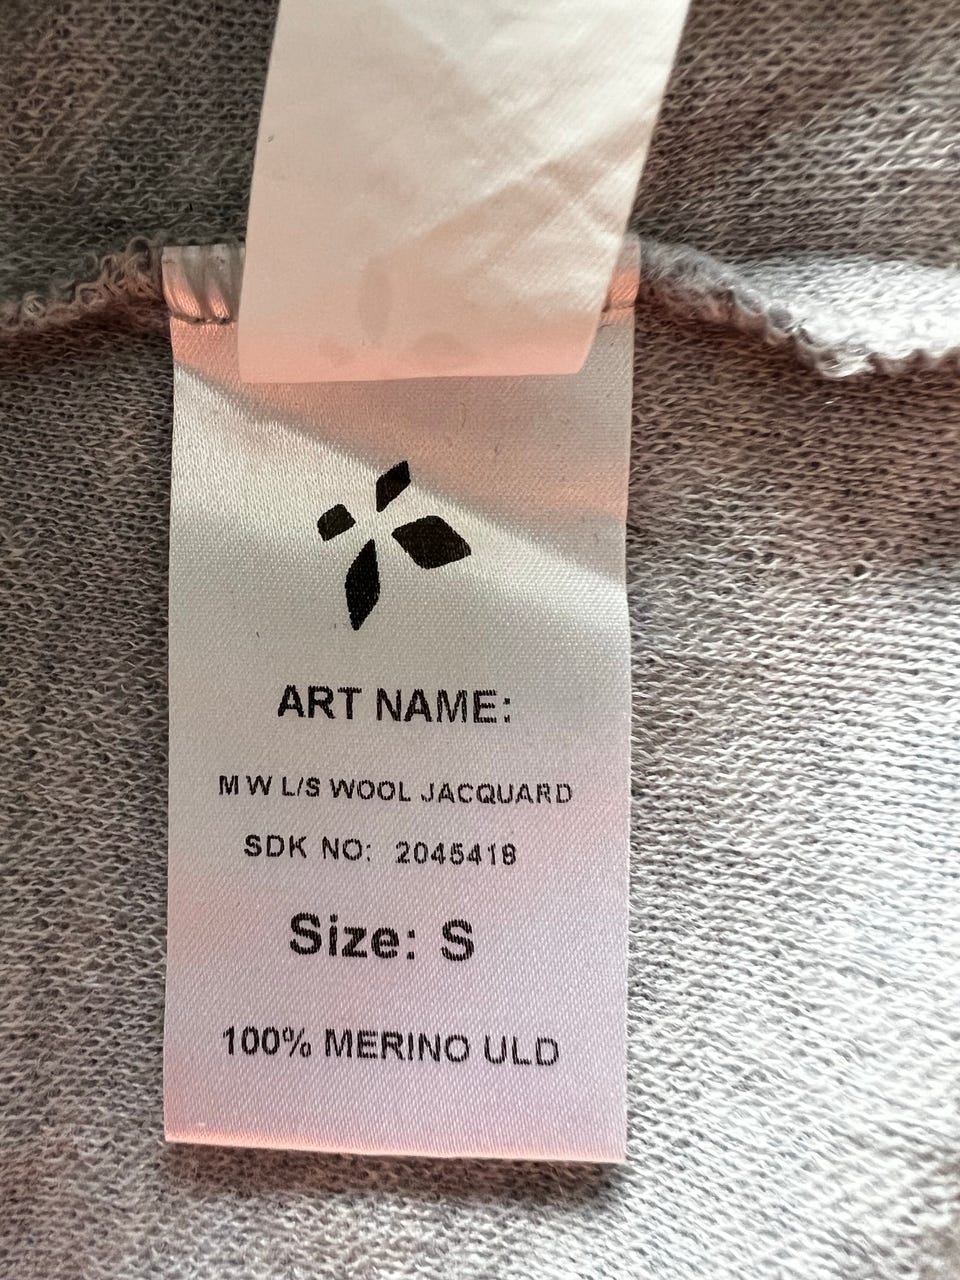 ART NAME:
M W L/S WOOL JACQUARD
SDK NO: 2045418
Size: S
100% MERINO ULD